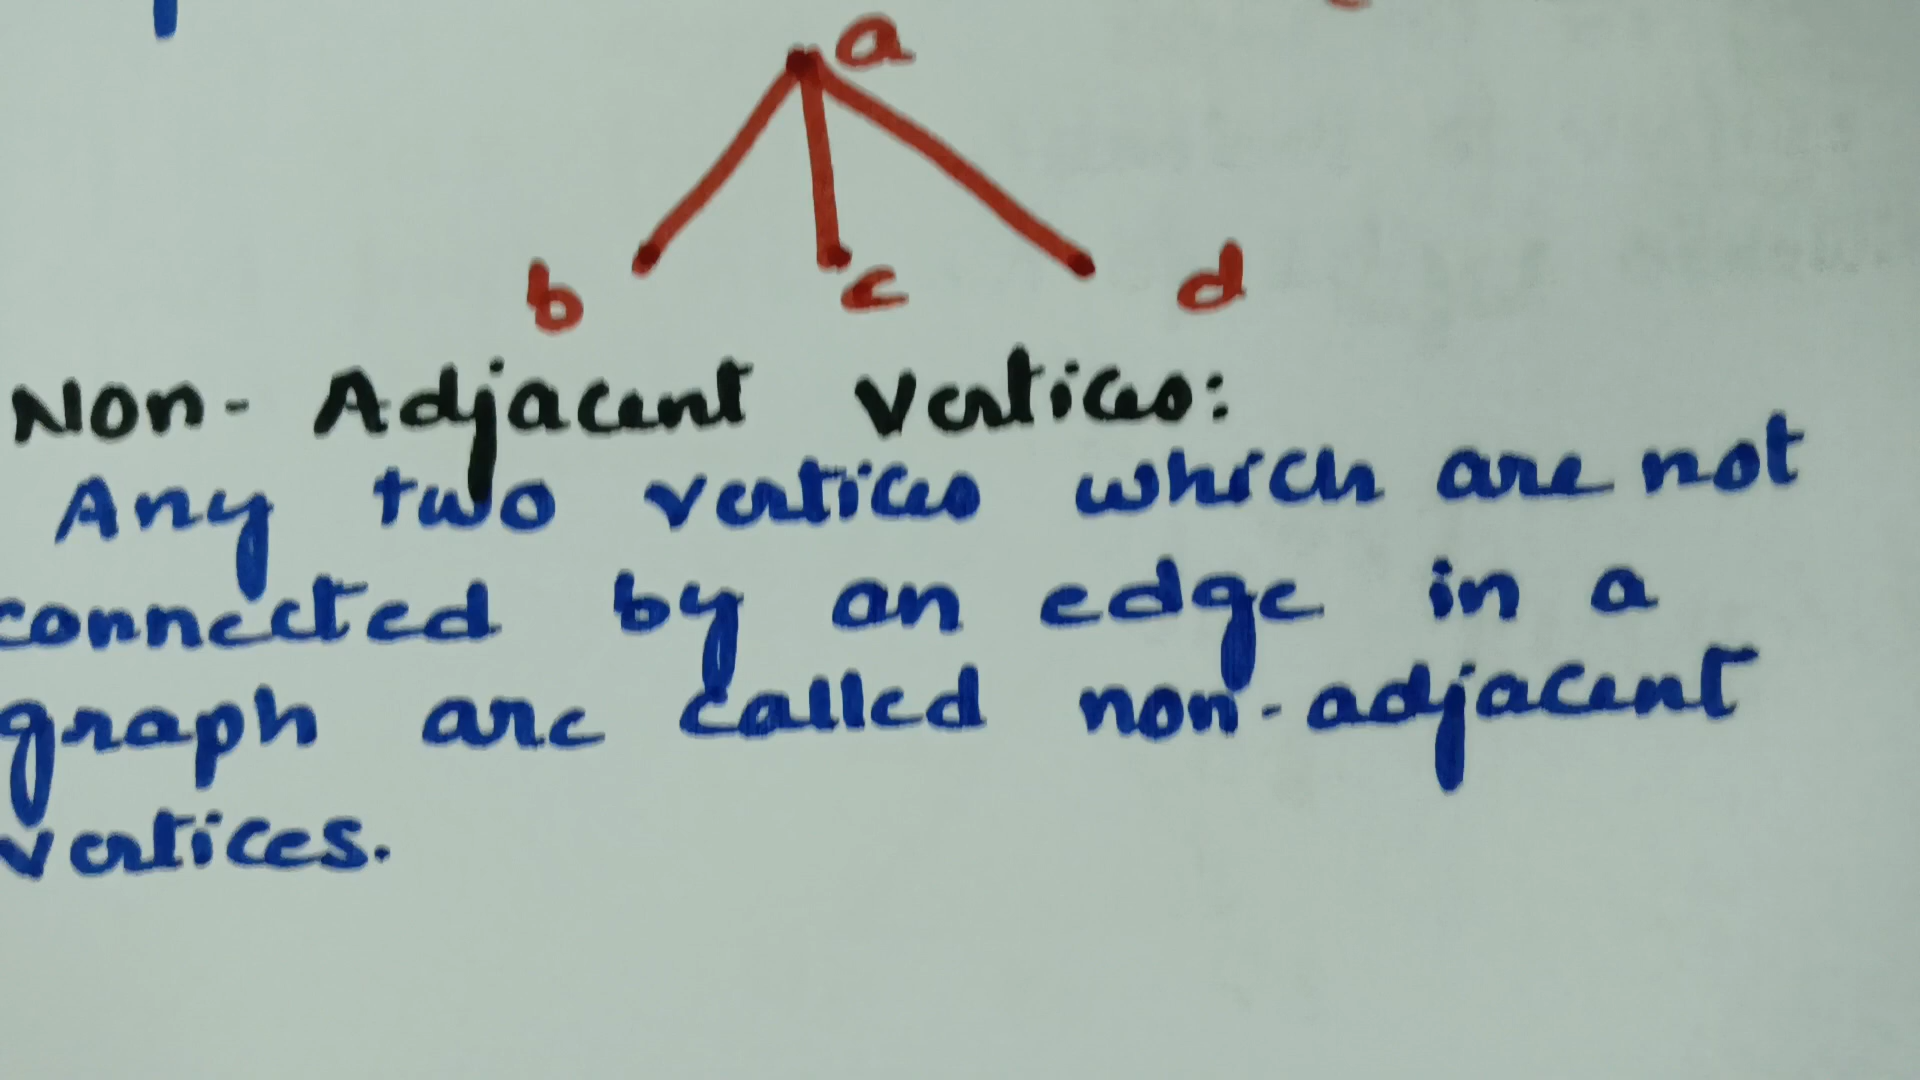 a
b c d
Non-Adjacent Vertices:
Any two vertices which are not
connected by an edge in a
graph are called non-adjacent
vertices.